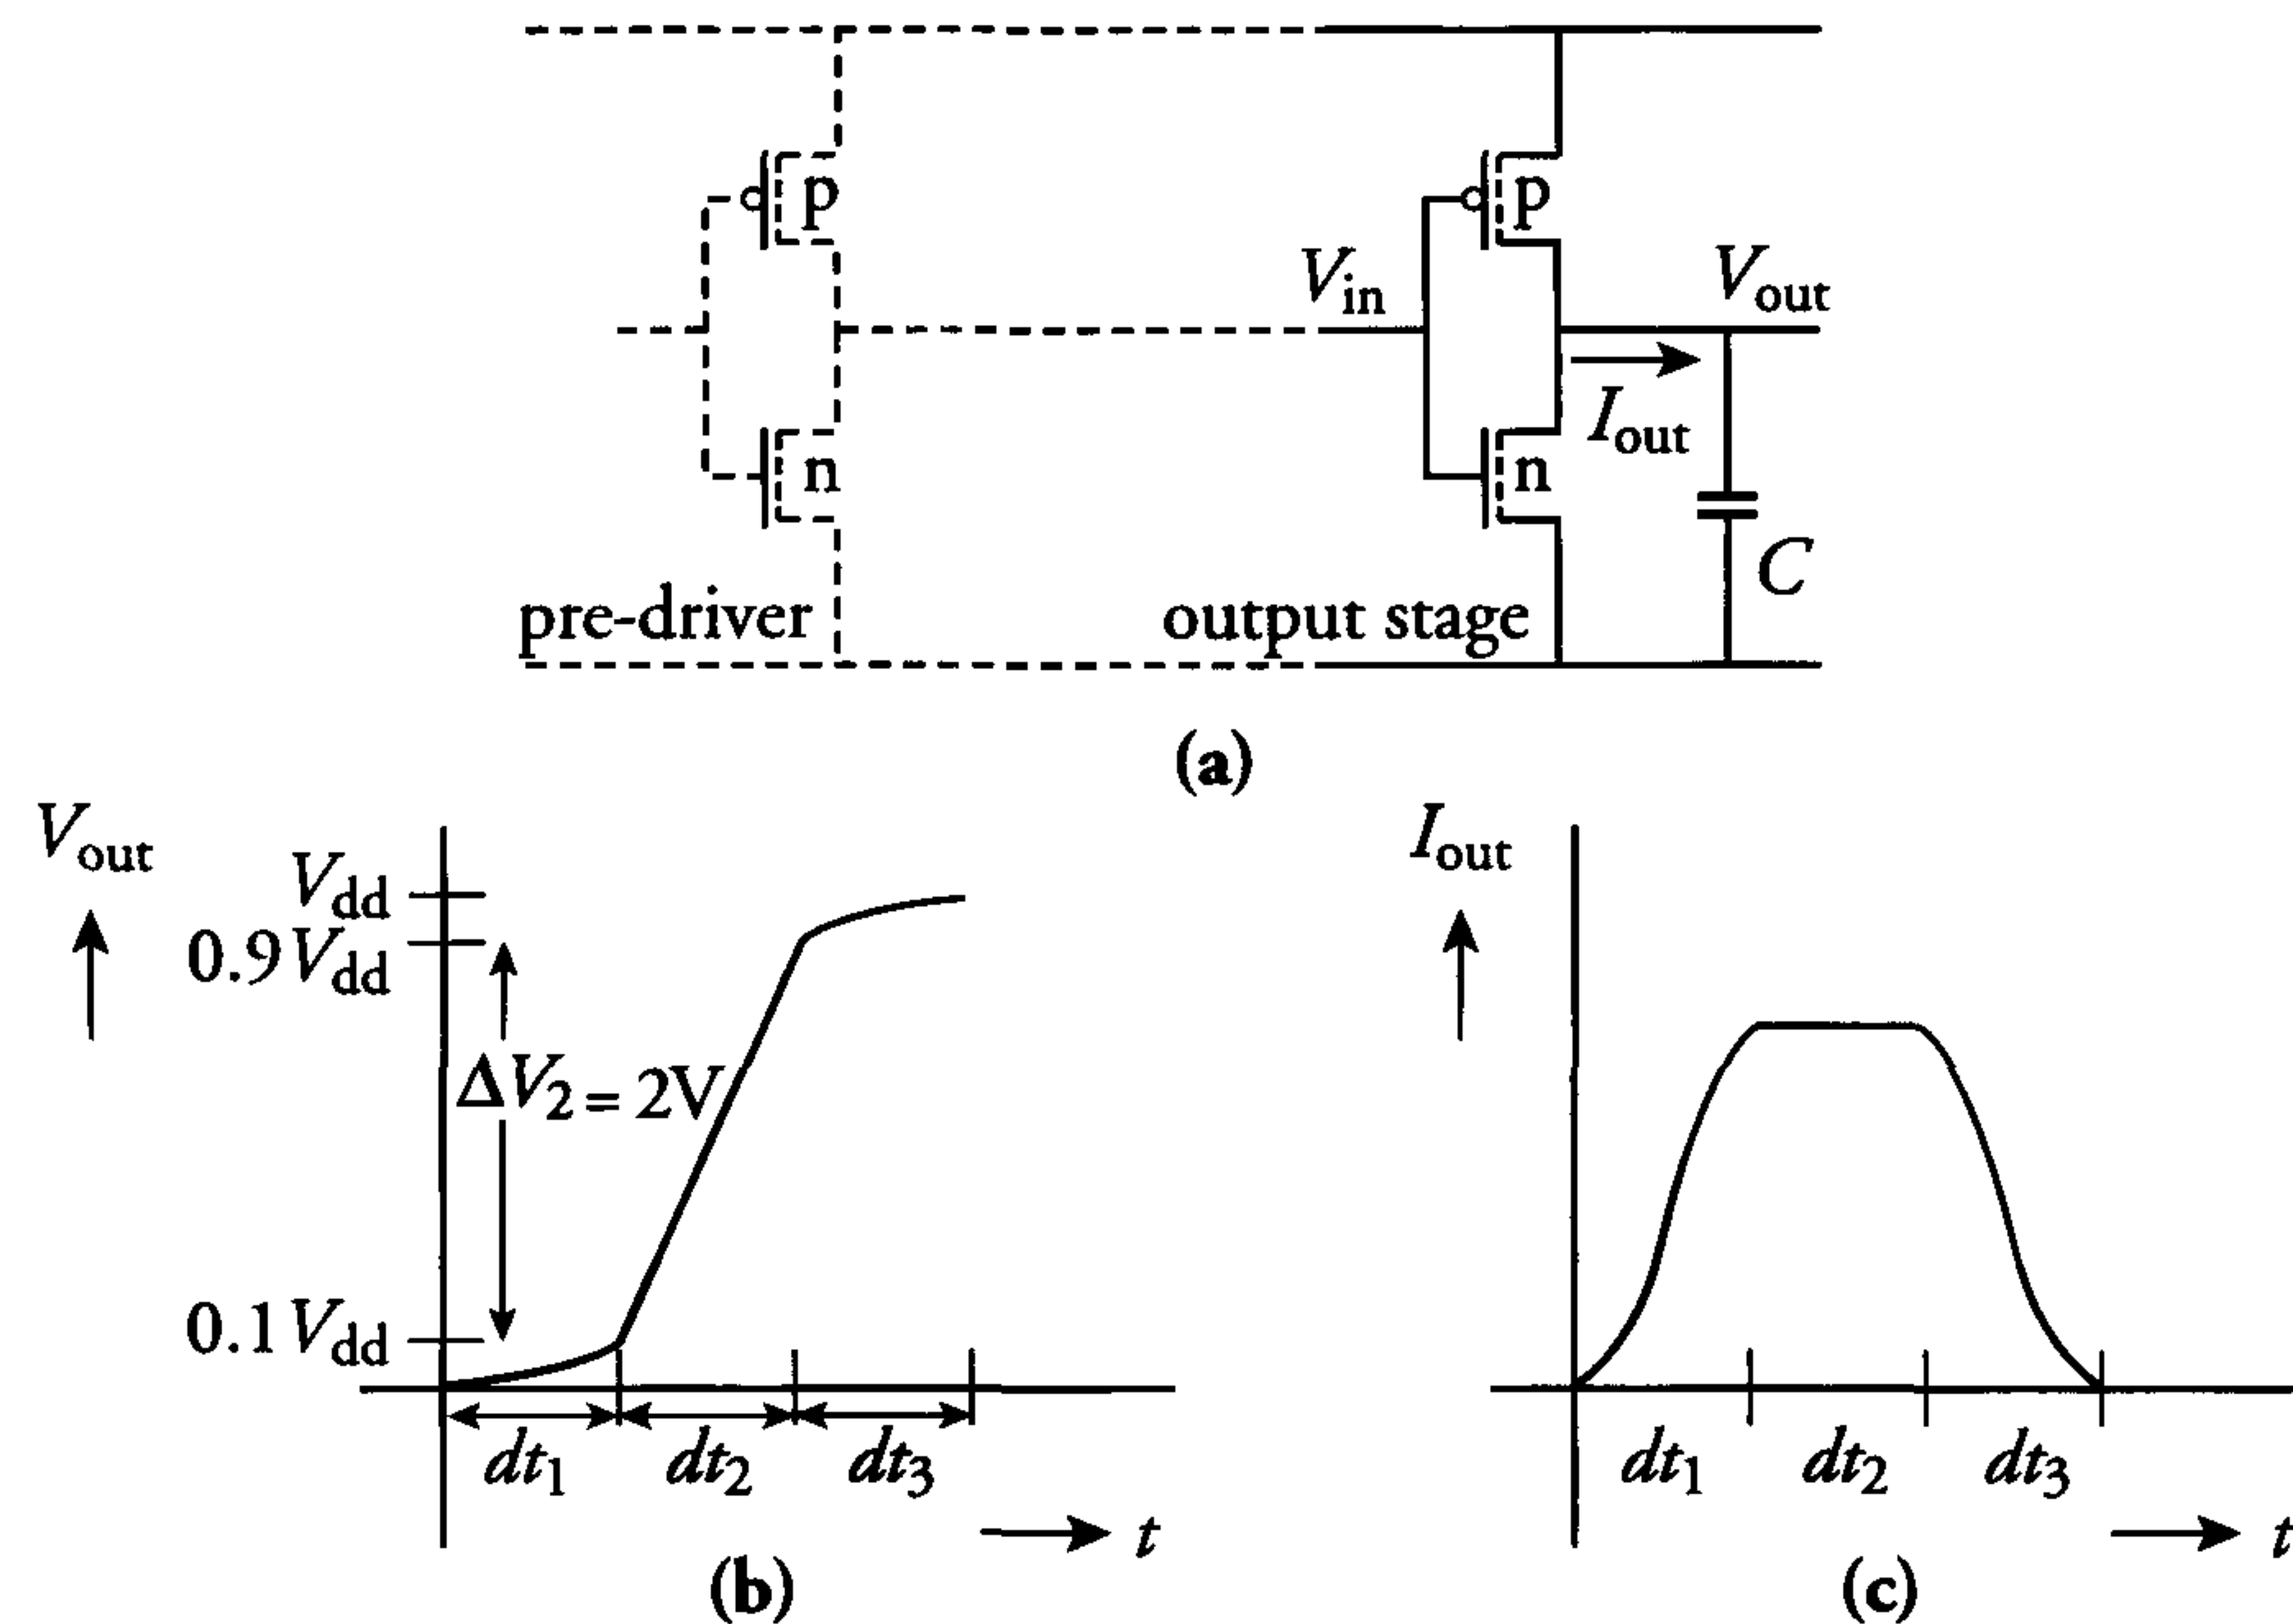 p p
V_in V_out
I_out
n n
C
pre-driver output stage
(a)
V_out I_out
V_dd
0.9 V_dd
ΔV_2 = 2V
0.1 V_dd
dt_1 dt_2 dt_3 dt_1 dt_2 dt_3
t t
(b) (c)